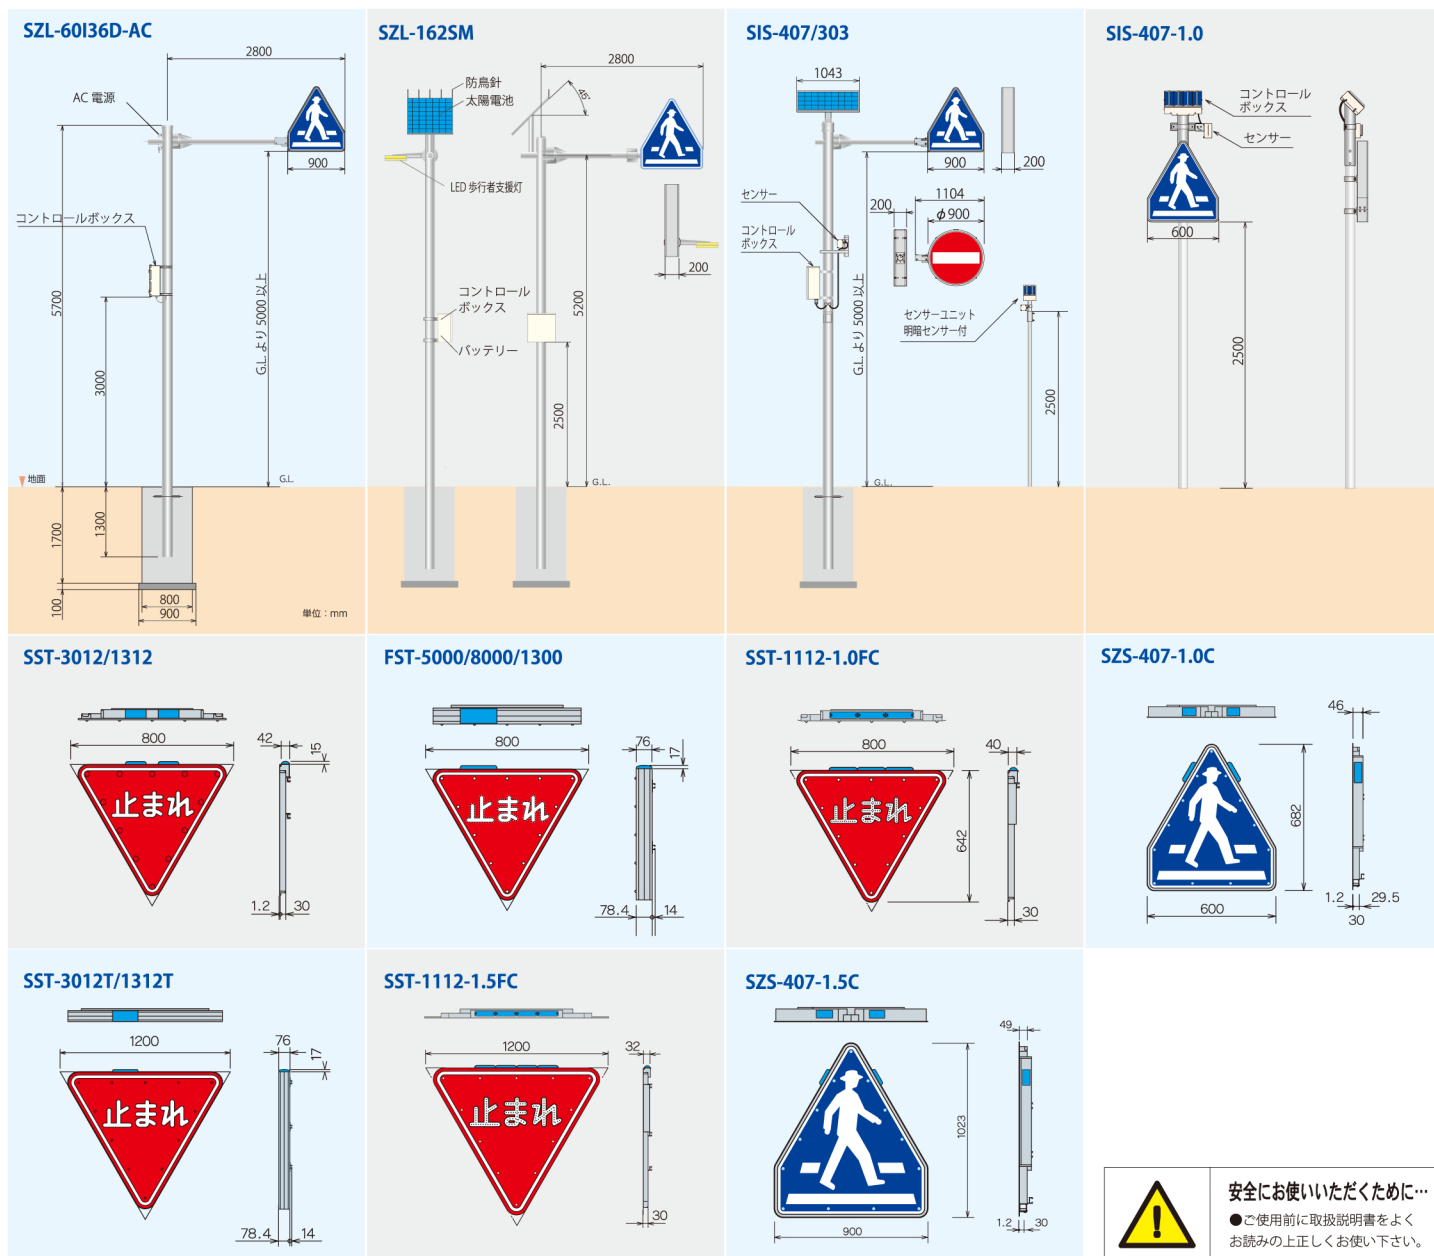 SZL-60I36D-AC
2800
AC 電源
900
コントロールボックス
5700
3000
G.L. より 5000 以上
地面
G.L.
1700
1300
100
800
900
単位：mm
SZL-162SM
2800
防鳥針
太陽電池
45°
LED 歩行者支援灯
200
コントロール
ボックス
バッテリー
5200
2500
G.L.
SIS-407/303
1043
900
200
センサー
1104
200
φ900
コントロール
ボックス
センサーユニット
明暗センサー付
G.L. より 5000 以上
2500
G.L.
SIS-407-1.0
コントロール
ボックス
センサー
600
2500
SST-3012/1312
800
42
15
止まれ
1.2
30
FST-5000/8000/1300
800
76
17
止まれ
78.4
14
SST-1112-1.0FC
800
40
止まれ
642
30
SZS-407-1.0C
46
682
600
1.2
29.5
30
SST-3012T/1312T
1200
76
17
止まれ
78.4
14
SST-1112-1.5FC
1200
32
止まれ
30
SZS-407-1.5C
49
1023
900
1.2
30
安全にお使いいただくために…
●ご使用前に取扱説明書をよく
お読みの上正しくお使い下さい。